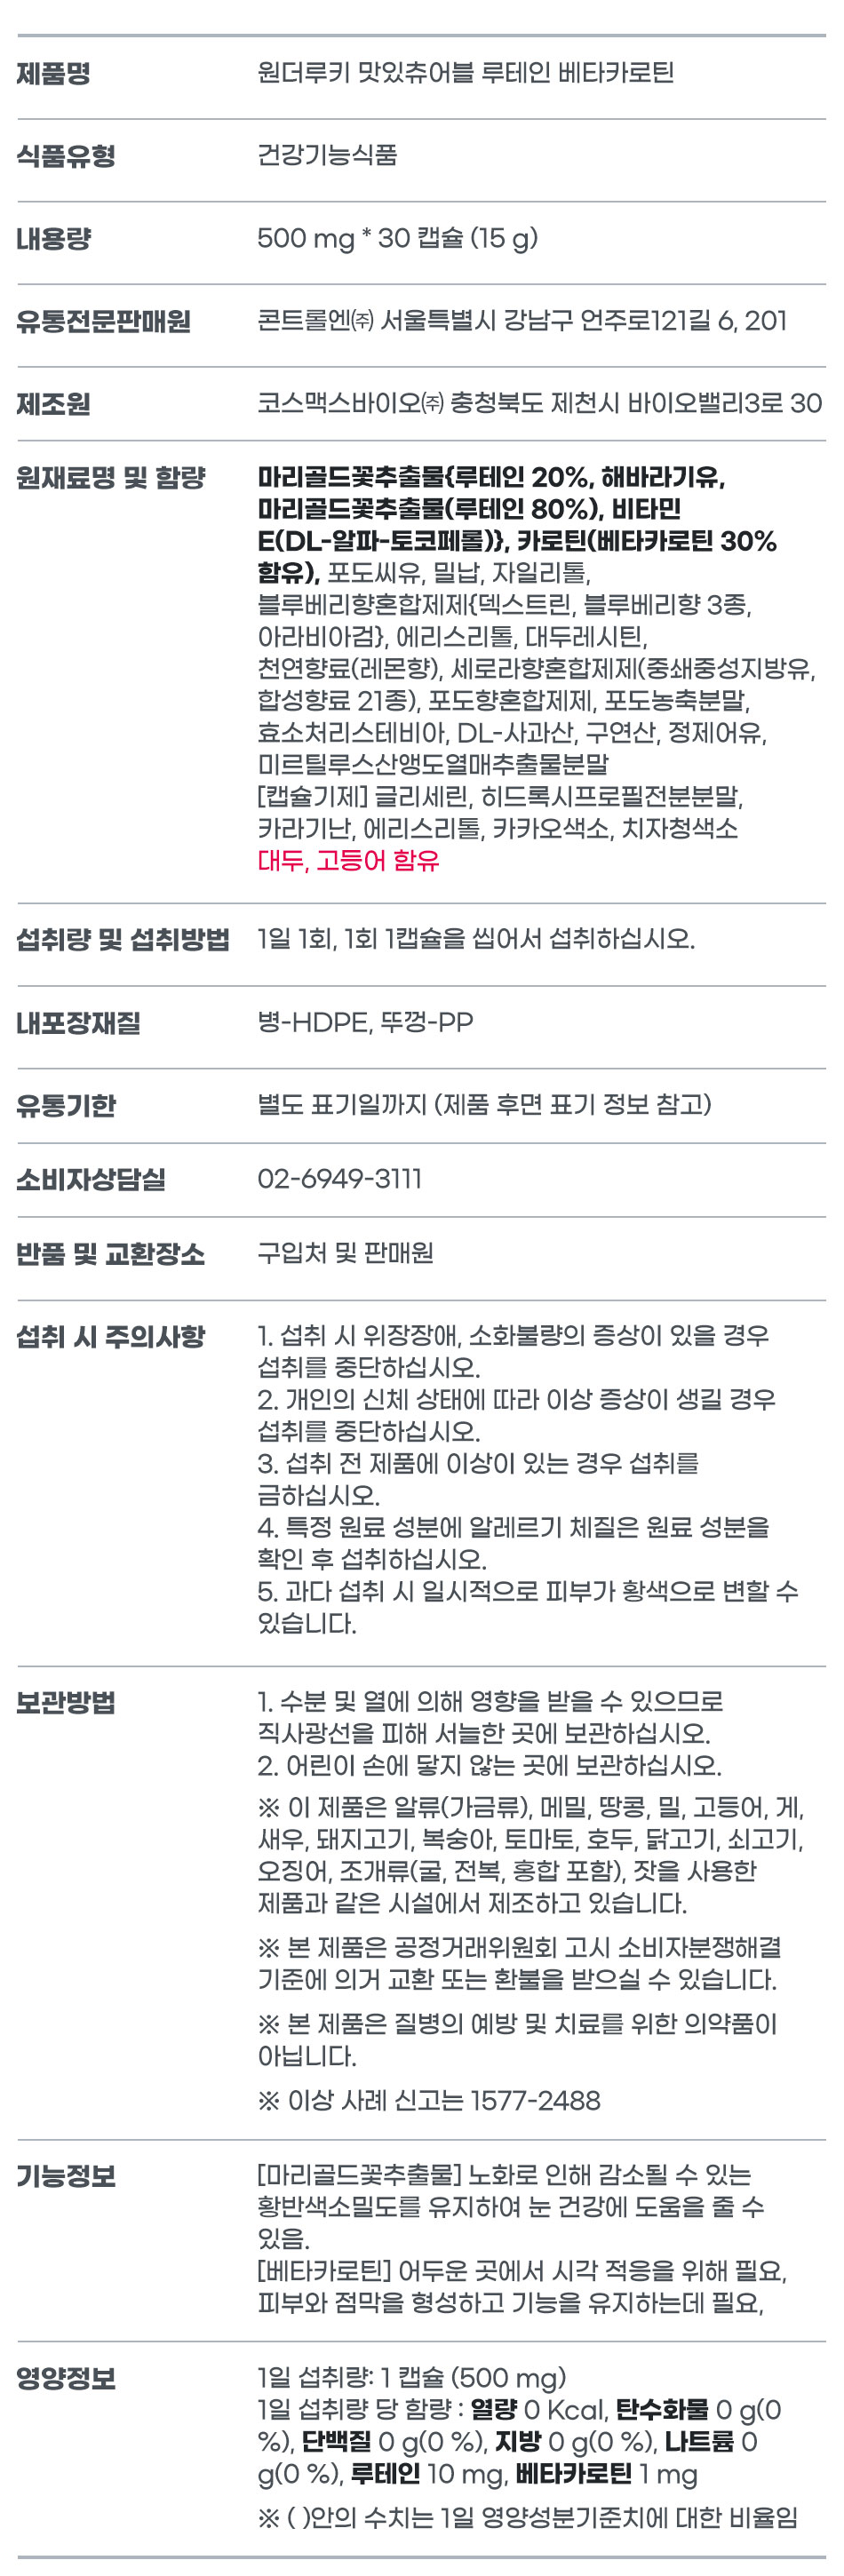 제품명 원더루키 맛있츄어블 루테인 베타카로틴
식품유형 건강기능식품
내용량 500 mg * 30 캡슐 (15 g)
유통전문판매원 콘트롤엔㈜ 서울특별시 강남구 언주로121길 6, 201
제조원 코스맥스바이오㈜ 충청북도 제천시 바이오밸리3로 30
원재료명 및 함량 마리골드꽃추출물{루테인 20%, 해바라기유,
마리골드꽃추출물(루테인 80%), 비타민
E(DL-알파-토코페롤)}, 카로틴(베타카로틴 30%
함유), 포도씨유, 밀납, 자일리톨,
블루베리향혼합제제{덱스트린, 블루베리향 3종,
아라비아검}, 에리스리톨, 대두레시틴,
천연향료(레몬향), 세로라향혼합제제(중쇄중성지방유,
합성향료 21종), 포도향혼합제제, 포도농축분말,
효소처리스테비아, DL-사과산, 구연산, 정제어유,
미르틸루스산앵도열매추출물분말
[캡슐기제] 글리세린, 히드록시프로필전분분말,
카라기난, 에리스리톨, 카카오색소, 치자청색소
대두, 고등어 함유
섭취량 및 섭취방법 1일 1회, 1회 1캡슐을 씹어서 섭취하십시오.
내포장재질 병-HDPE, 뚜껑-PP
유통기한 별도 표기일까지 (제품 후면 표기 정보 참고)
소비자상담실 02-6949-3111
반품 및 교환장소 구입처 및 판매원
섭취 시 주의사항 1. 섭취 시 위장장애, 소화불량의 증상이 있을 경우
섭취를 중단하십시오.
2. 개인의 신체 상태에 따라 이상 증상이 생길 경우
섭취를 중단하십시오.
3. 섭취 전 제품에 이상이 있는 경우 섭취를
금하십시오.
4. 특정 원료 성분에 알레르기 체질은 원료 성분을
확인 후 섭취하십시오.
5. 과다 섭취 시 일시적으로 피부가 황색으로 변할 수
있습니다.
보관방법 1. 수분 및 열에 의해 영향을 받을 수 있으므로
직사광선을 피해 서늘한 곳에 보관하십시오.
2. 어린이 손에 닿지 않는 곳에 보관하십시오.
※ 이 제품은 알류(가금류), 메밀, 땅콩, 밀, 고등어, 게,
새우, 돼지고기, 복숭아, 토마토, 호두, 닭고기, 쇠고기,
오징어, 조개류(굴, 전복, 홍합 포함), 잣을 사용한
제품과 같은 시설에서 제조하고 있습니다.
※ 본 제품은 공정거래위원회 고시 소비자분쟁해결
기준에 의거 교환 또는 환불을 받으실 수 있습니다.
※ 본 제품은 질병의 예방 및 치료를 위한 의약품이
아닙니다.
※ 이상 사례 신고는 1577-2488
기능정보 [마리골드꽃추출물] 노화로 인해 감소될 수 있는
황반색소밀도를 유지하여 눈 건강에 도움을 줄 수
있음.
[베타카로틴] 어두운 곳에서 시각 적응을 위해 필요,
피부와 점막을 형성하고 기능을 유지하는데 필요,
영양정보 1일 섭취량: 1 캡슐 (500 mg)
1일 섭취량 당 함량 : 열량 0 Kcal, 탄수화물 0 g(0
%), 단백질 0 g(0 %), 지방 0 g(0 %), 나트륨 0
g(0 %), 루테인 10 mg, 베타카로틴 1 mg
※ ( )안의 수치는 1일 영양성분기준치에 대한 비율임